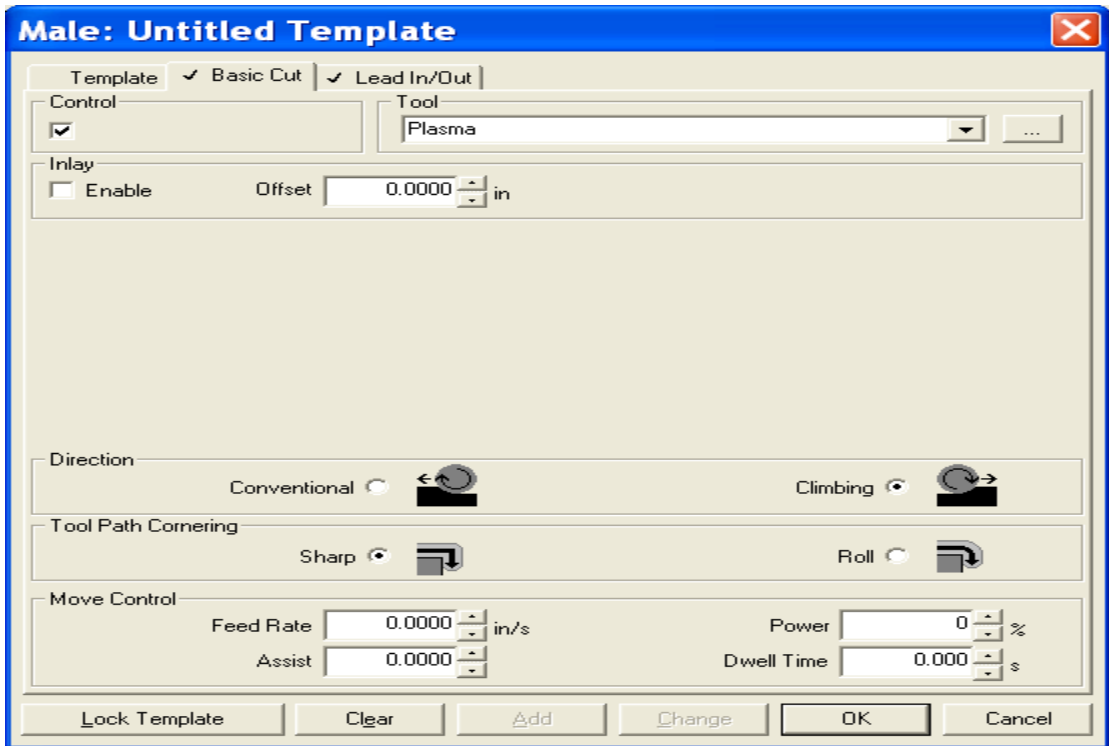 Male: Untitled Template
Template Basic Cut Lead In/Out
Control Tool
Plasma ...
Inlay
Enable Offset 0.0000 in
Direction
Conventional Climbing
Tool Path Cornering
Sharp Roll
Move Control
Feed Rate 0.0000 in/s Power 0 %
Assist 0.0000 Dwell Time 0.000 s
Lock Template Clear Add Change OK Cancel